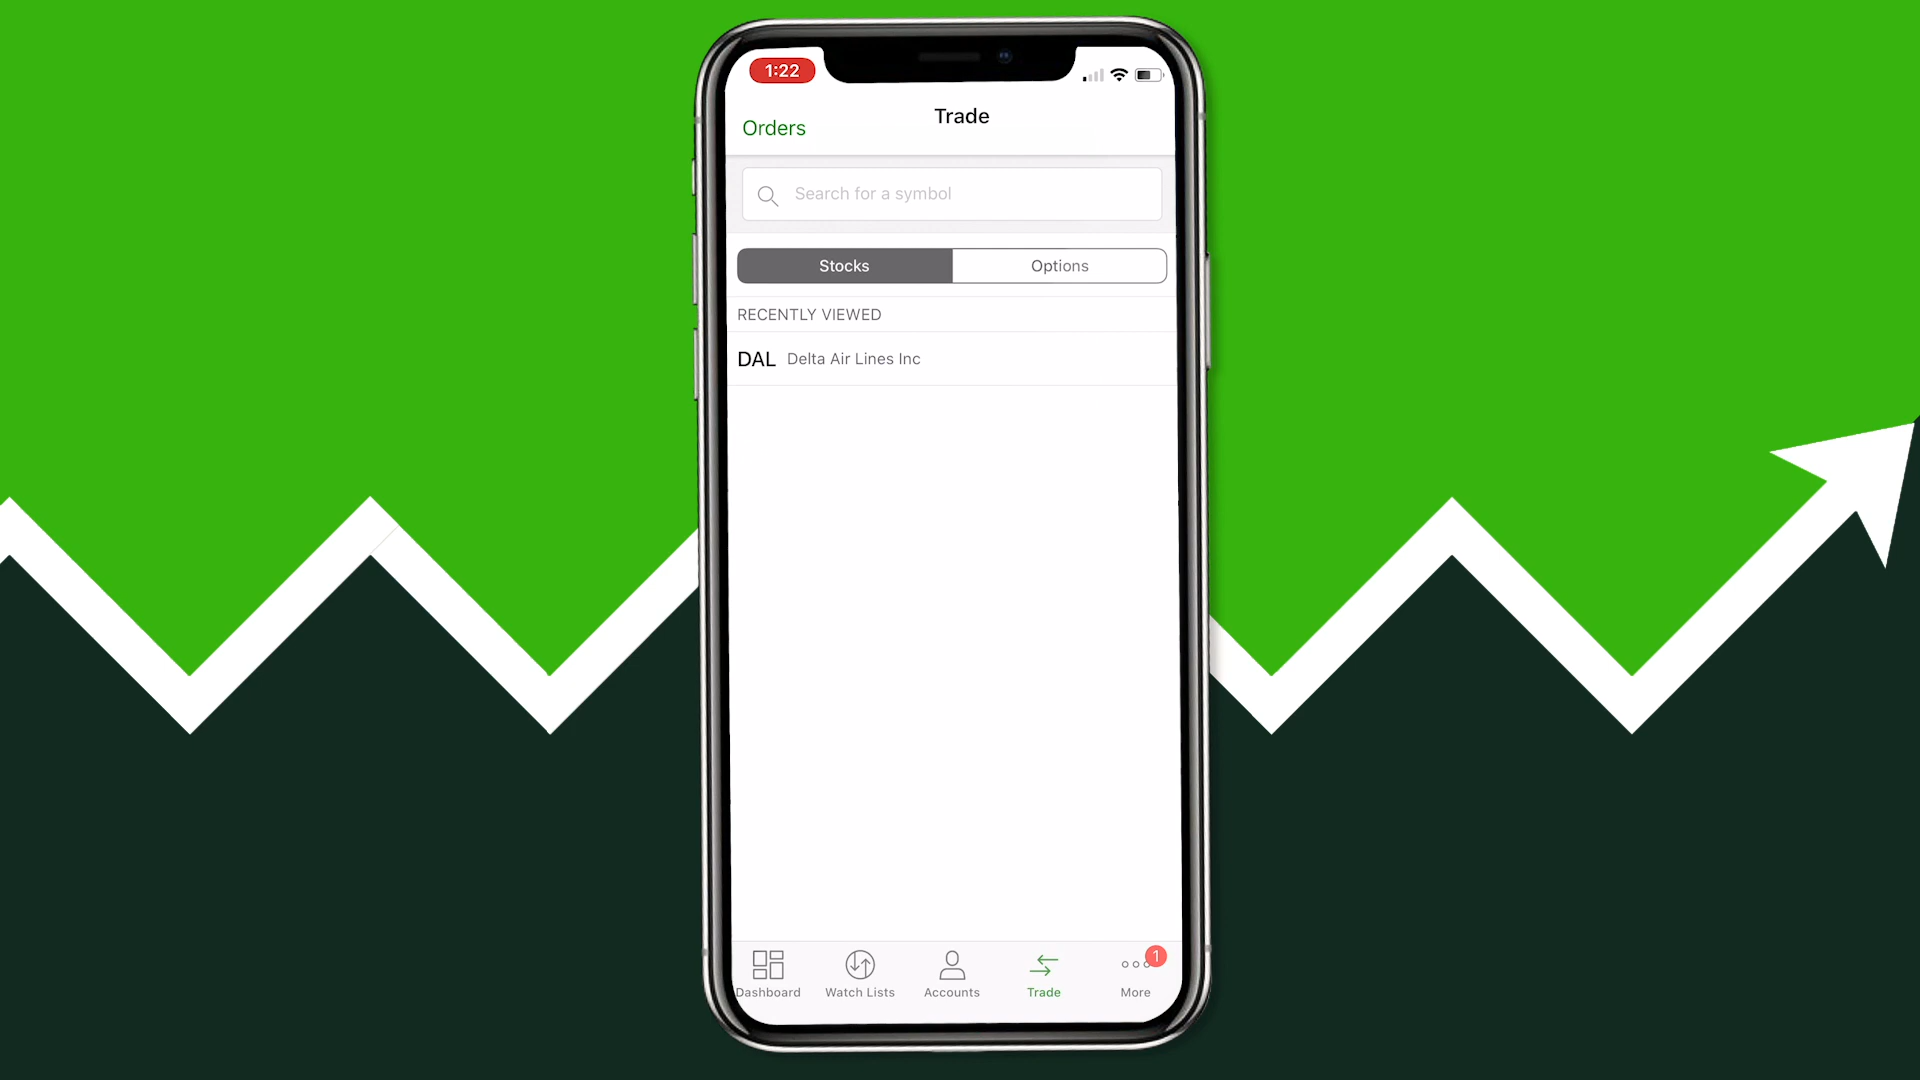 1:22
Trade
Orders
Search for a symbol
Stocks
Options
RECENTLY VIEWED
DAL Delta Air Lines Inc
1
Dashboard
Watch Lists
Accounts
Trade
More